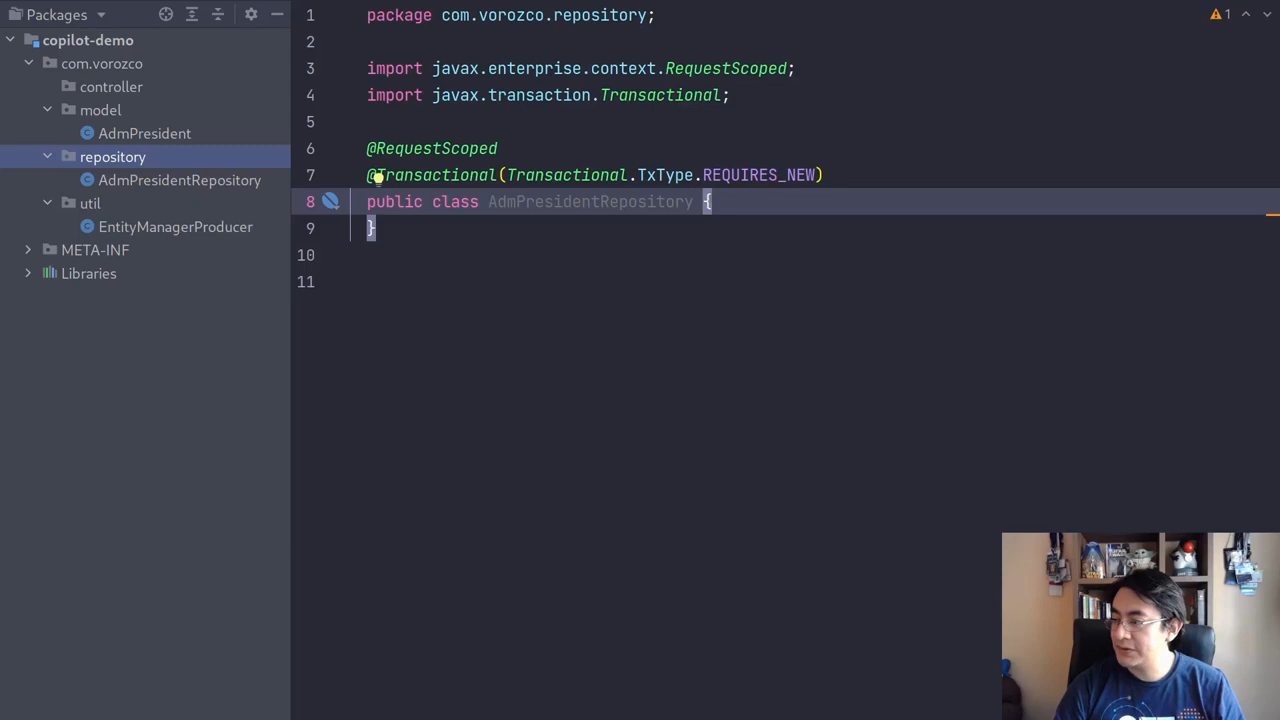 Packages
copilot-demo
com.vorozco
controller
model
AdmPresident
repository
AdmPresidentRepository
util
EntityManagerProducer
META-INF
Libraries
1 package com.vorozco.repository;
2
3 import javax.enterprise.context.RequestScoped;
4 import javax.transaction.Transactional;
5
6 @RequestScoped
7 @Transactional(Transactional.TxType.REQUIRES_NEW)
8 public class AdmPresidentRepository {
9 }
10
11
1